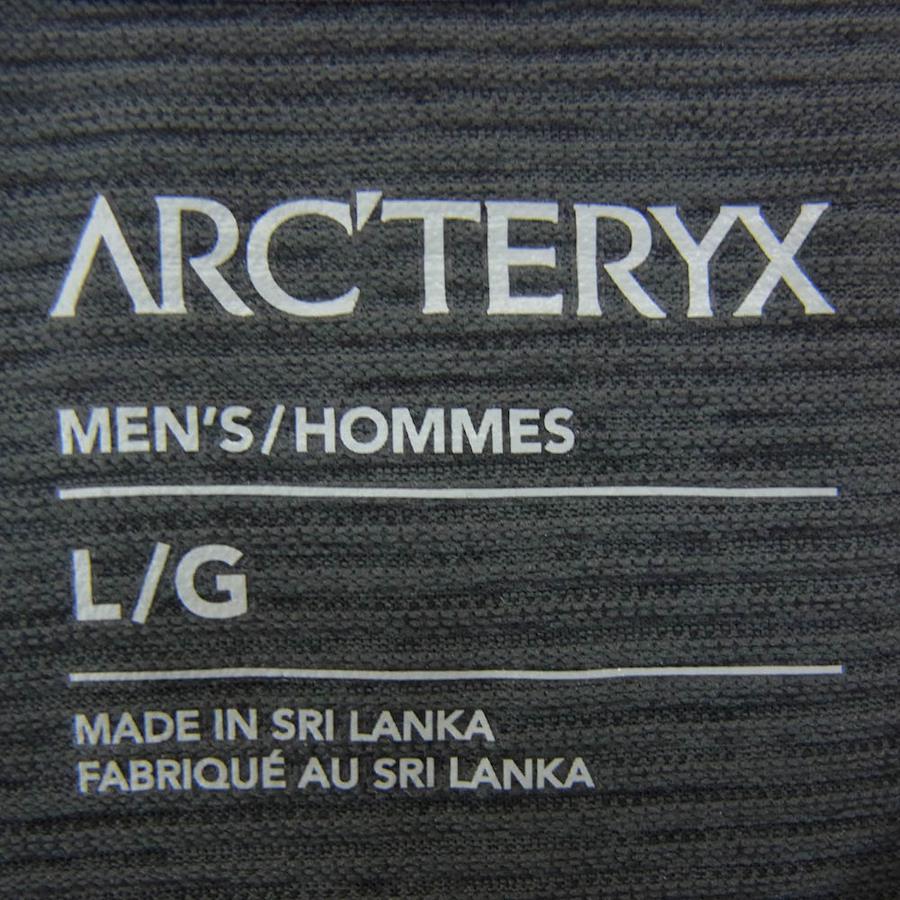 ARC'TERYX
MEN'S/HOMMES
L/G
MADE IN SRI LANKA
FABRIQUÉ AU SRI LANKA